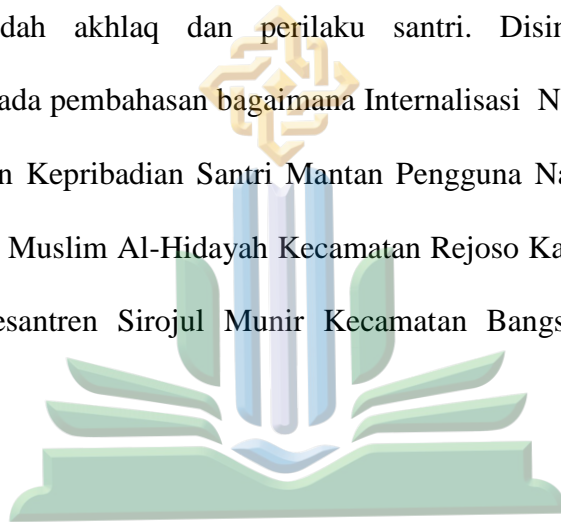 dah akhlaq dan perilaku santri. Disin
ada pembahasan bagaimana Internalisasi N
n Kepribadian Santri Mantan Pengguna Na
Muslim Al-Hidayah Kecamatan Rejoso Ka
esantren Sirojul Munir Kecamatan Bangs